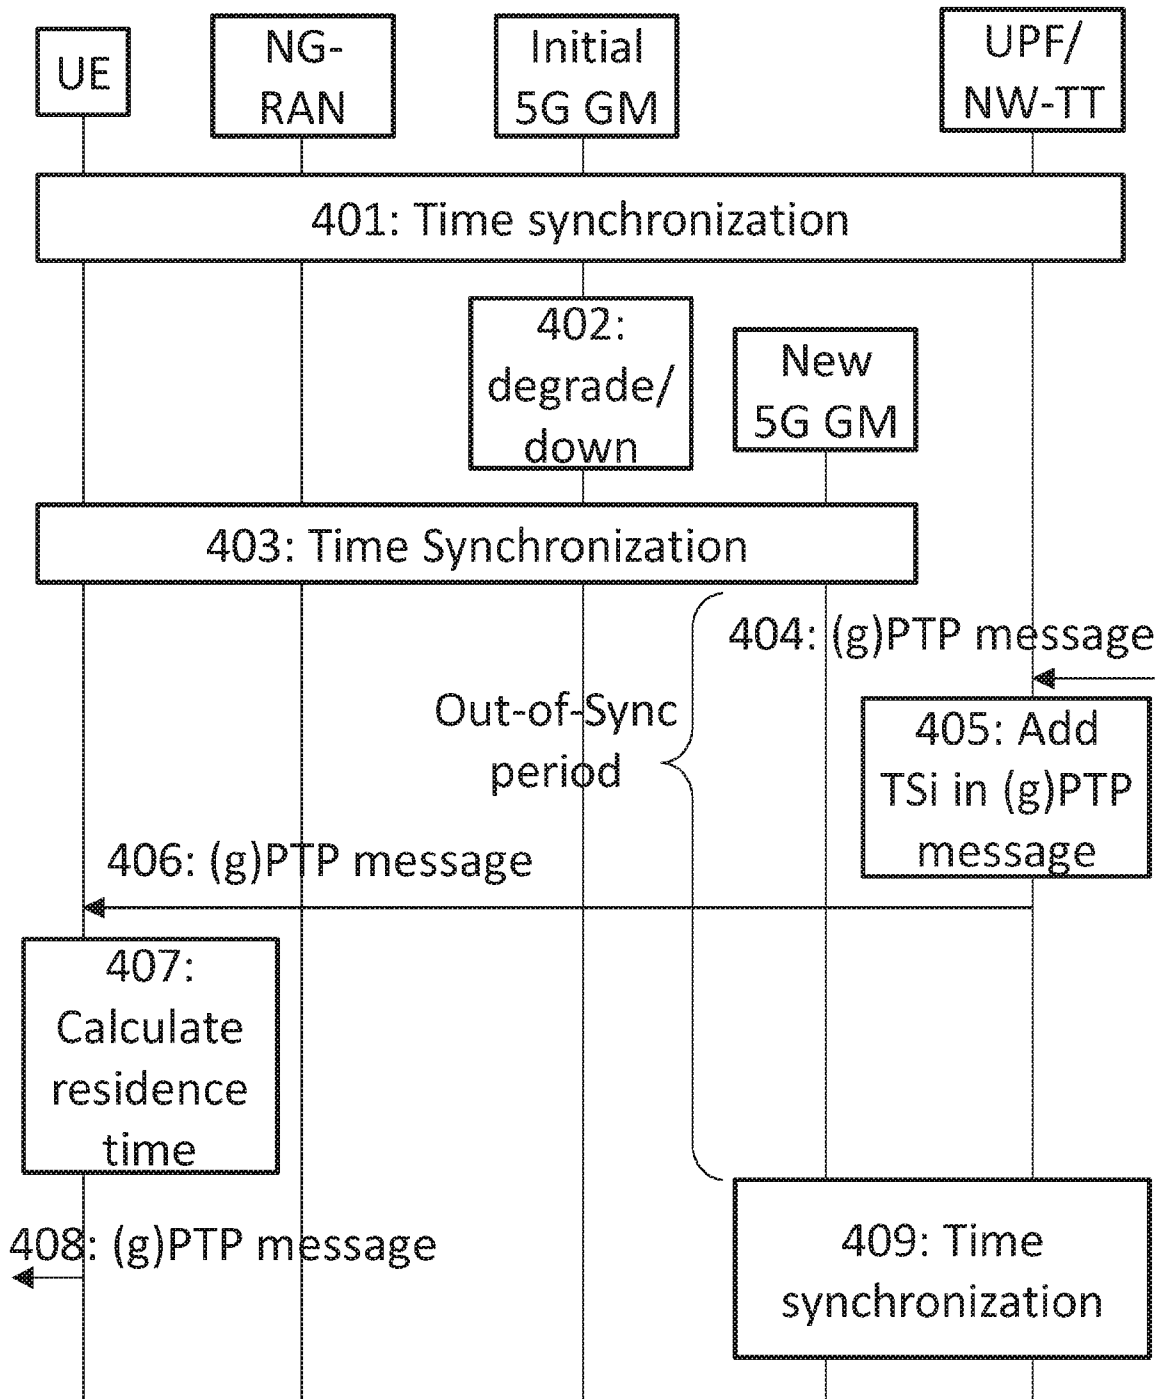 UE
NG-
RAN
Initial
5G GM
UPF/
NW-TT
401: Time synchronization
402:
degrade/
down
New
5G GM
403: Time Synchronization
404: (g)PTP message
Out-of-Sync
period
405: Add
TSi in (g)PTP
message
406: (g)PTP message
407:
Calculate
residence
time
408: (g)PTP message
409: Time
synchronization